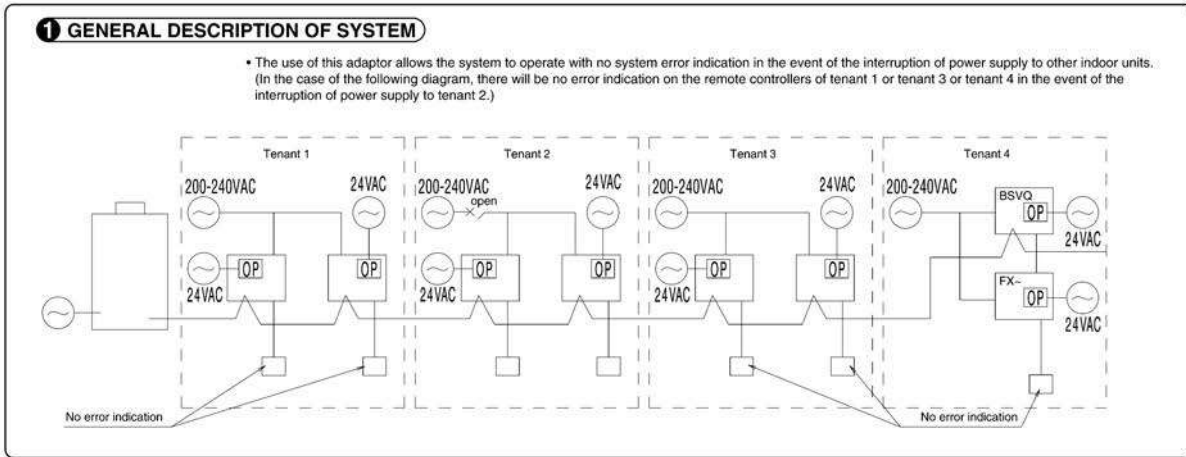 1 GENERAL DESCRIPTION OF SYSTEM
• The use of this adaptor allows the system to operate with no system error indication in the event of the interruption of power supply to other indoor units.
(In the case of the following diagram, there will be no error indication on the remote controllers of tenant 1 or tenant 3 or tenant 4 in the event of the
interruption of power supply to tenant 2.)
Tenant 1
200-240VAC
24VAC
OP
OP
24VAC
Tenant 2
200-240VAC
open
24VAC
OP
OP
24VAC
Tenant 3
200-240VAC
24VAC
OP
OP
24VAC
Tenant 4
200-240VAC
BSVQ
OP
24VAC
FX~
OP
24VAC
No error indication
No error indication